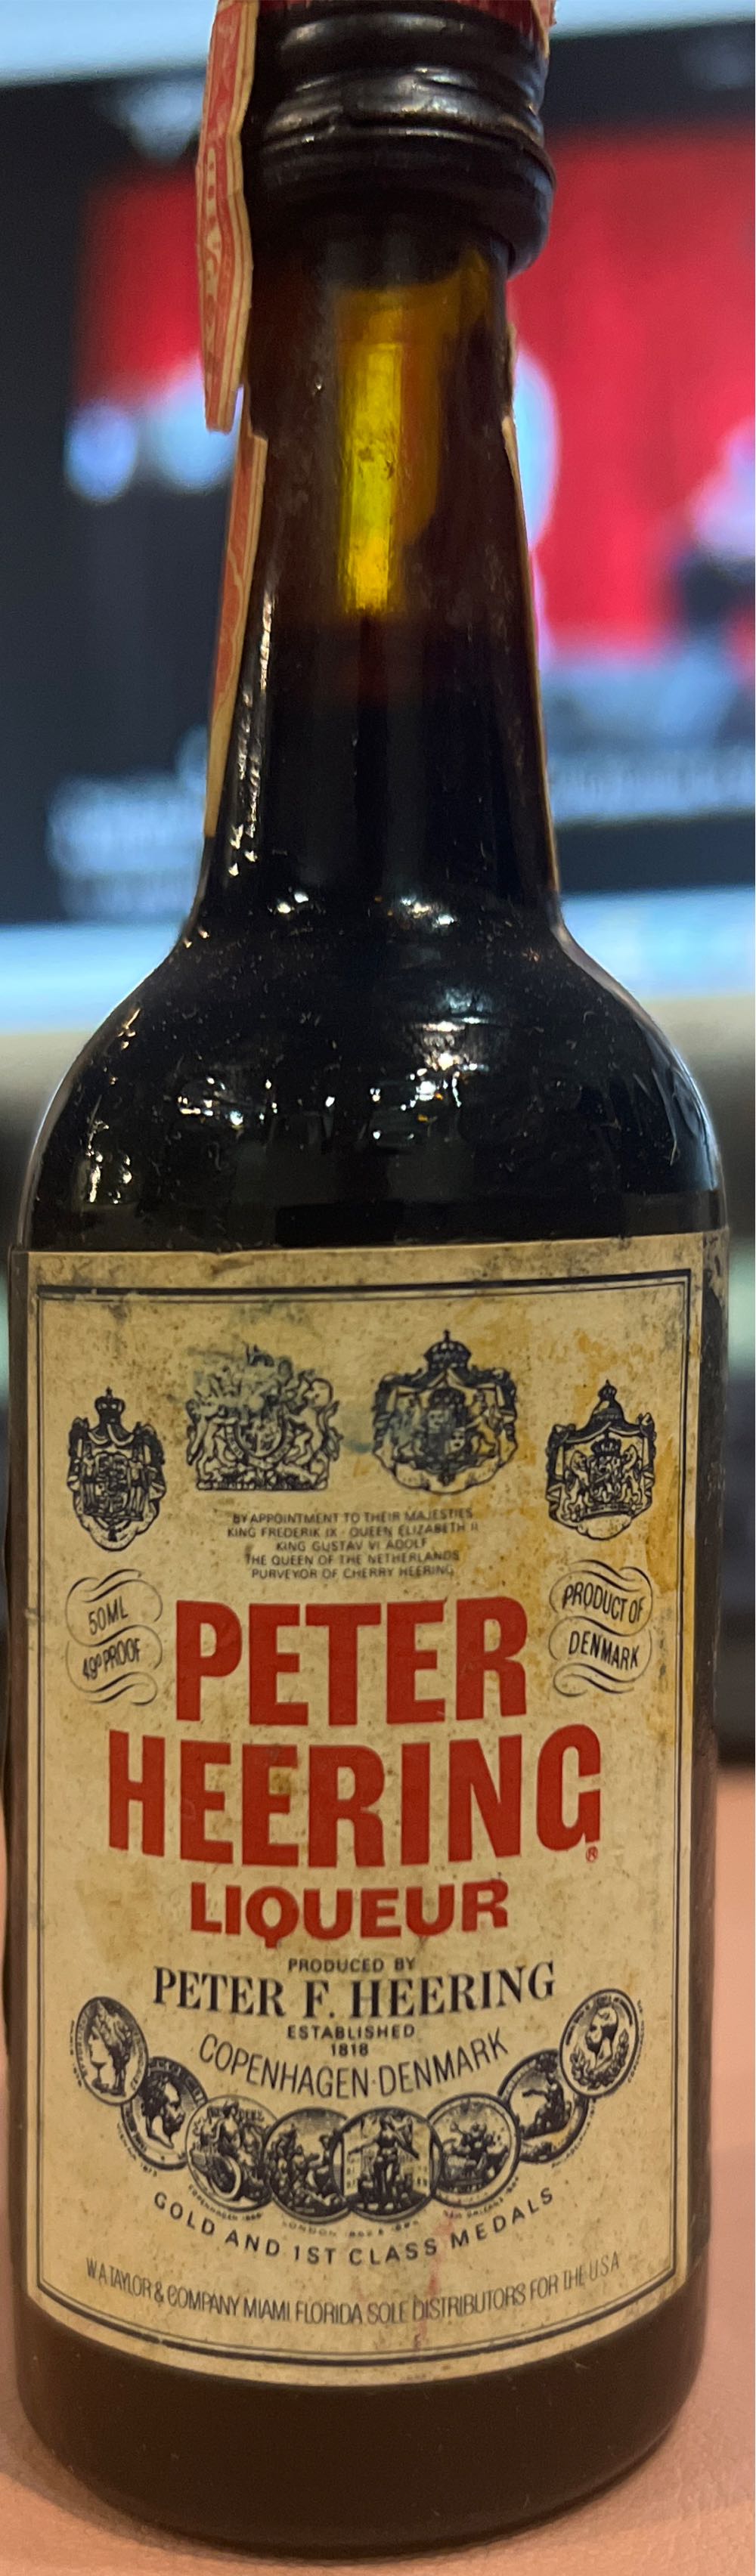 BY APPOINTMENT TO THEIR MAJESTIES
KING FREDERIK IX · QUEEN ELIZABETH II
KING GUSTAV VI ADOLF
THE QUEEN OF THE NETHERLANDS
PURVEYOR OF CHERRY HEERING
50ML
49º PROOF
PRODUCT OF
DENMARK
PETER
HEERING®
LIQUEUR
PRODUCED BY
PETER F. HEERING
ESTABLISHED
1818
COPENHAGEN·DENMARK
GOLD AND 1ST CLASS MEDALS
W.A TAYLOR & COMPANY MIAMI FLORIDA SOLE DISTRIBUTORS FOR THE U.S.A